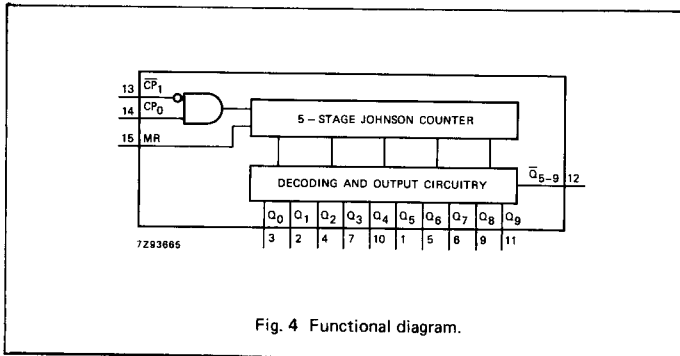 13 C̅P̅₁
14 CP₀
15 MR
5 – STAGE JOHNSON COUNTER
DECODING AND OUTPUT CIRCUITRY
Q̅₅₋₉ 12
Q₀ Q₁ Q₂ Q₃ Q₄ Q₅ Q₆ Q₇ Q₈ Q₉
3 2 4 7 10 1 5 6 9 11
7Z93665
Fig. 4 Functional diagram.